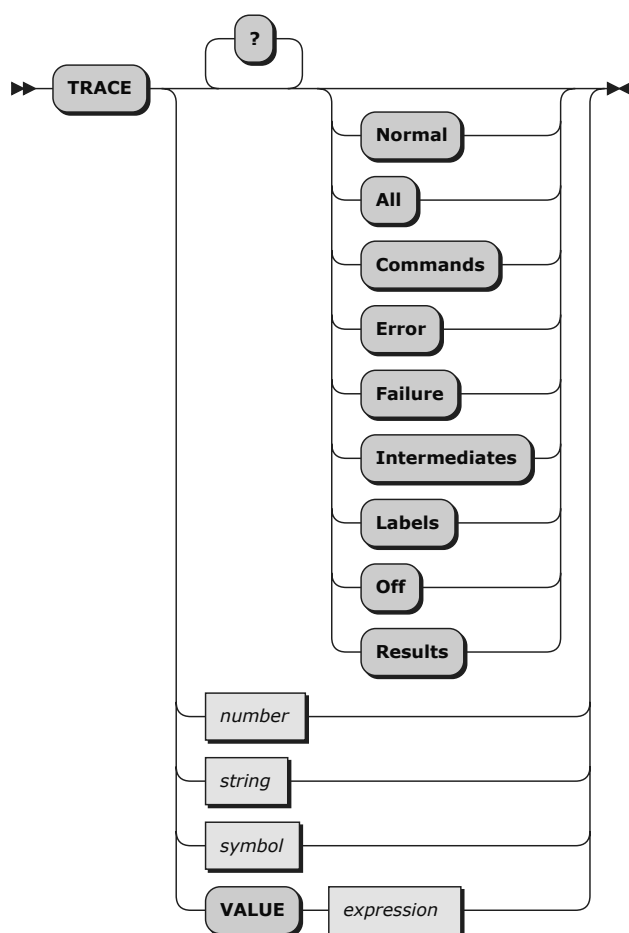 ?
TRACE
Normal
All
Commands
Error
Failure
Intermediates
Labels
Off
Results
number
string
symbol
VALUE expression